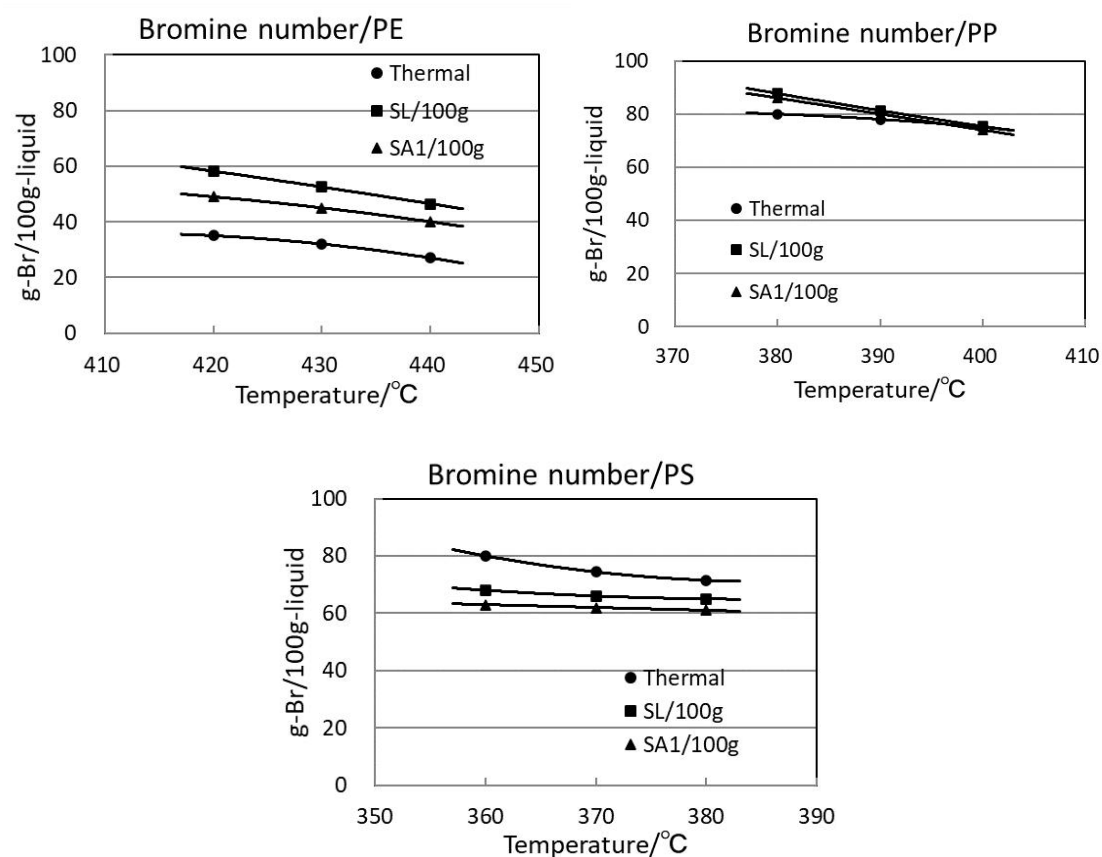 Bromine number/PE
g-Br/100g-liquid
100
80
60
40
20
0
Thermal
SL/100g
SA1/100g
410 420 430 440 450
Temperature/℃
Bromine number/PP
g-Br/100g-liquid
100
80
60
40
20
0
Thermal
SL/100g
SA1/100g
370 380 390 400 410
Temperature/℃
Bromine number/PS
g-Br/100g-liquid
100
80
60
40
20
0
Thermal
SL/100g
SA1/100g
350 360 370 380 390
Temperature/℃